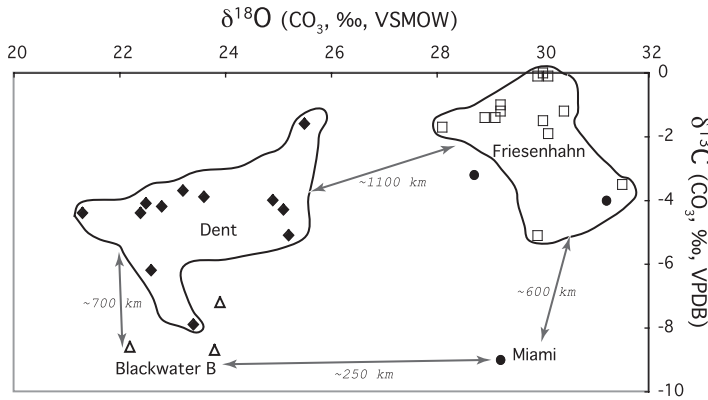 δ¹⁸O (CO₃, ‰, VSMOW)
20 22 24 26 28 30 32
0
-2
-4
-6
-8
-10
δ¹³C (CO₃, ‰, VPDB)
Friesenhahn
~1100 km
Dent
~700 km
~600 km
Blackwater B
~250 km
Miami